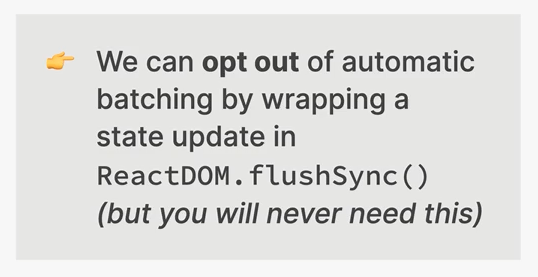 👉 We can opt out of automatic
batching by wrapping a
state update in
ReactDOM.flushSync()
(but you will never need this)